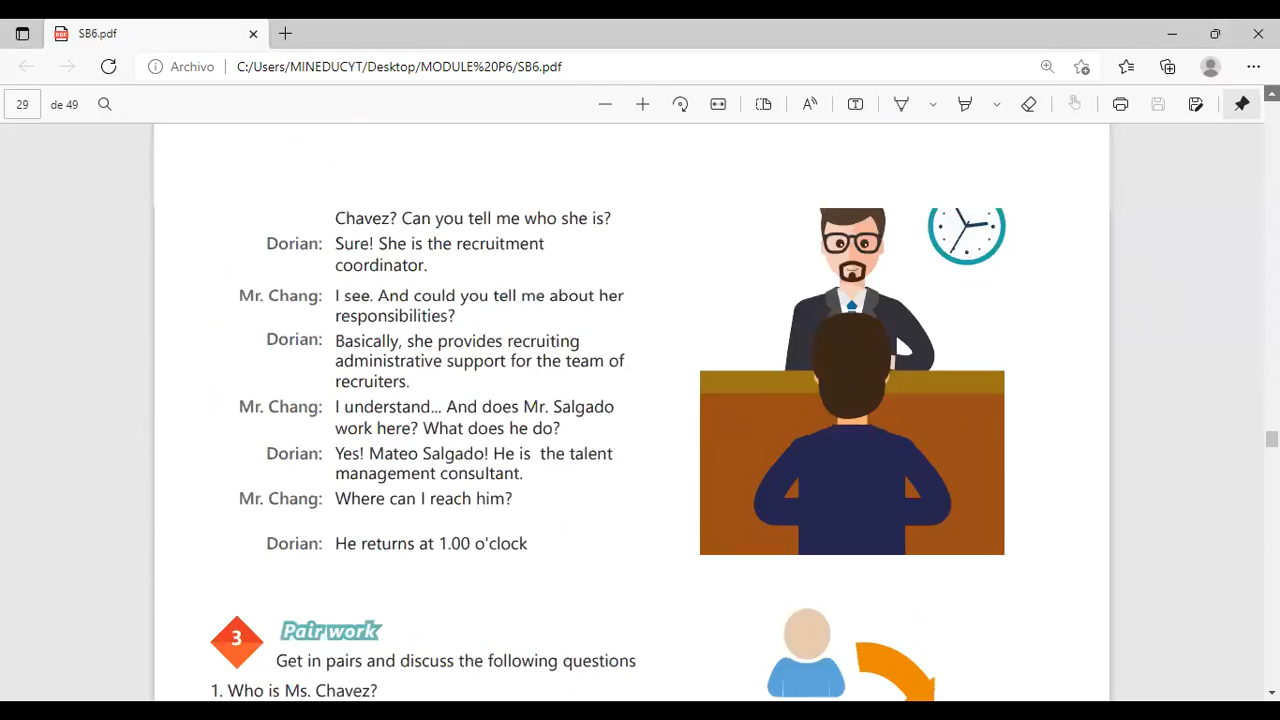 SB6.pdf
Archivo C:/Users/MINEDUCYT/Desktop/MODULE%20P6/SB6.pdf
29 de 49
Chavez? Can you tell me who she is?
Dorian: Sure! She is the recruitment
coordinator.
Mr. Chang: I see. And could you tell me about her
responsibilities?
Dorian: Basically, she provides recruiting
administrative support for the team of
recruiters.
Mr. Chang: I understand... And does Mr. Salgado
work here? What does he do?
Dorian: Yes! Mateo Salgado! He is the talent
management consultant.
Mr. Chang: Where can I reach him?
Dorian: He returns at 1.00 o'clock
3 Pair work
Get in pairs and discuss the following questions
1. Who is Ms. Chavez?